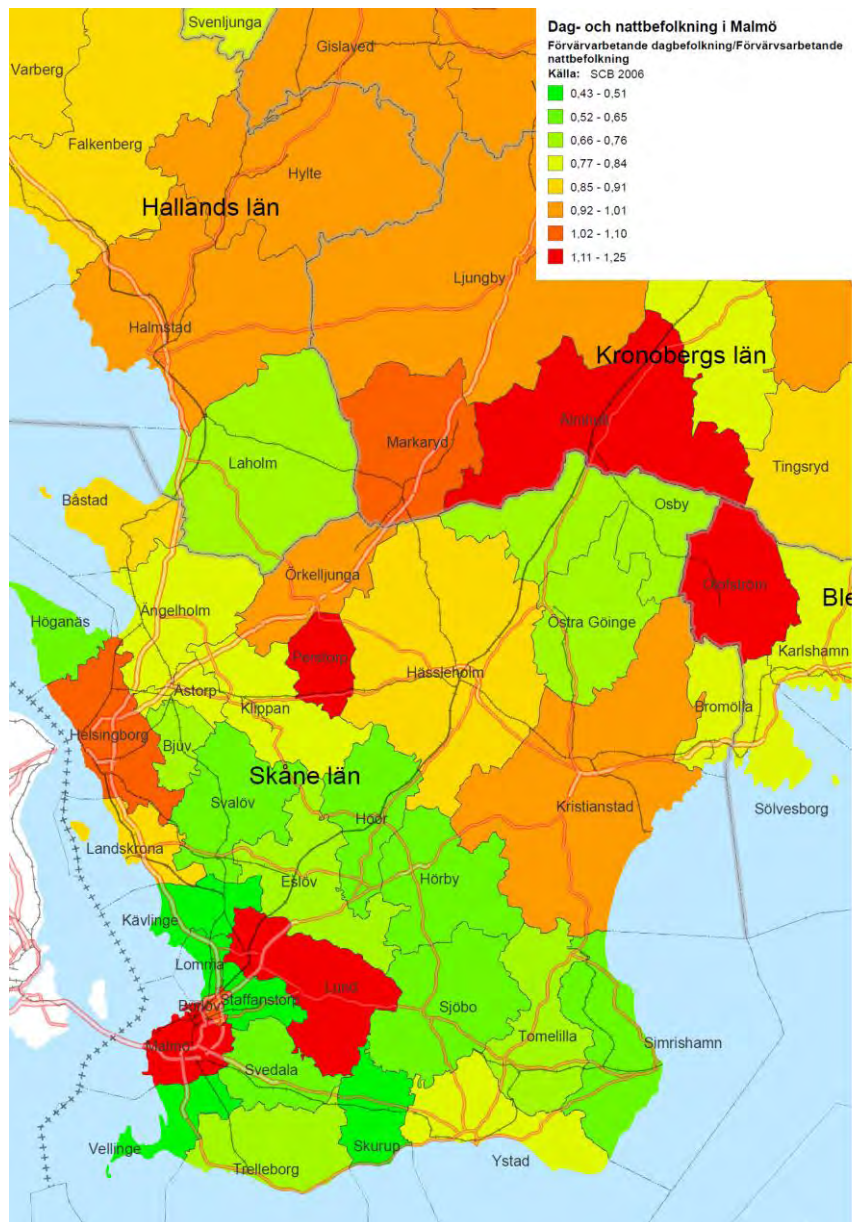 Dag- och nattbefolkning i Malmö
Förvärvarbetande dagbefolkning/Förvärvsarbetande
nattbefolkning
Källa: SCB 2006
0,43 - 0,51
0,52 - 0,65
0,66 - 0,76
0,77 - 0,84
0,85 - 0,91
0,92 - 1,01
1,02 - 1,10
1,11 - 1,25
Svenljunga
Gislaved
Varberg
Falkenberg
Hylte
Hallands län
Ljungby
Halmstad
Kronobergs län
Älmhult
Markaryd
Laholm
Tingsryd
Båstad
Osby
Örkelljunga
Olofström
Ble
Ängelholm
Höganäs
Östra Göinge
Karlshamn
Perstorp
Hässleholm
Åstorp
Klippan
Bromölla
Helsingborg
Bjuv
Skåne län
Svalöv
Kristianstad
Sölvesborg
Höör
Landskrona
Hörby
Eslöv
Kävlinge
Lomma
Lund
Burlöv
Staffanstorp
Sjöbo
Tomelilla
Simrishamn
Malmö
Svedala
Vellinge
Skurup
Ystad
Trelleborg